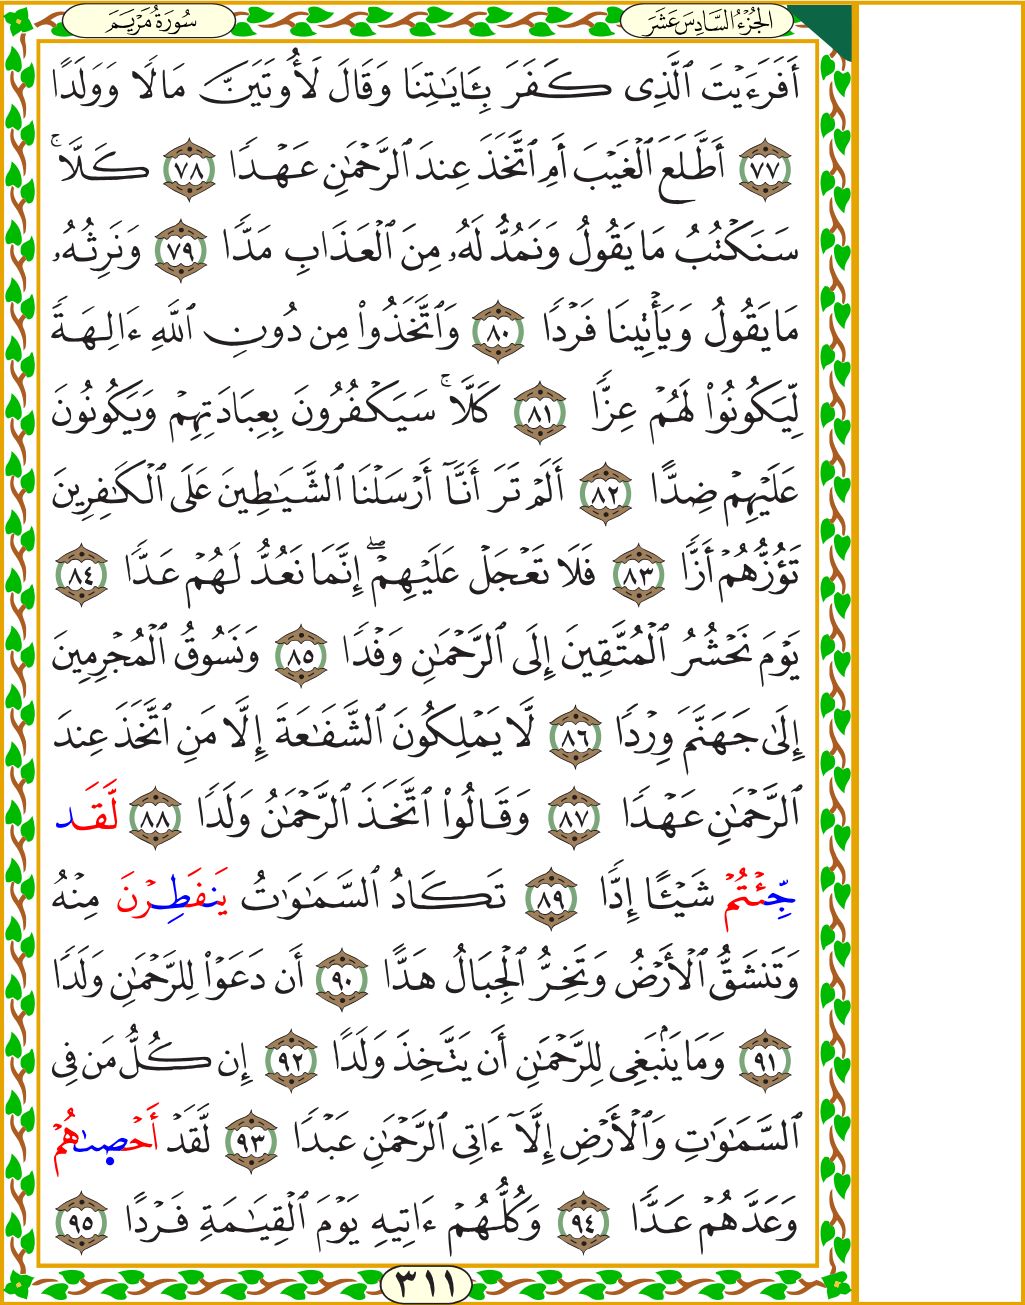 سُورَةُ مَرْيَمَ
الجُزْءُ السَّادِسَ عَشَرَ
أَفَرَءَيْتَ ٱلَّذِى كَفَرَ بِـَٔايَـٰتِنَا وَقَالَ لَأُوتَيَنَّ مَالًا وَوَلَدًا
٧٧ أَطَّلَعَ ٱلْغَيْبَ أَمِ ٱتَّخَذَ عِندَ ٱلرَّحْمَـٰنِ عَهْدًا ٧٨ كَلَّا ۚ
سَنَكْتُبُ مَا يَقُولُ وَنَمُدُّ لَهُۥ مِنَ ٱلْعَذَابِ مَدًّا ٧٩ وَنَرِثُهُۥ
مَا يَقُولُ وَيَأْتِينَا فَرْدًا ٨٠ وَٱتَّخَذُوا۟ مِن دُونِ ٱللَّهِ ءَالِهَةً
لِّيَكُونُوا۟ لَهُمْ عِزًّا ٨١ كَلَّا ۚ سَيَكْفُرُونَ بِعِبَادَتِهِمْ وَيَكُونُونَ
عَلَيْهِمْ ضِدًّا ٨٢ أَلَمْ تَرَ أَنَّآ أَرْسَلْنَا ٱلشَّيَـٰطِينَ عَلَى ٱلْكَـٰفِرِينَ
تَؤُزُّهُمْ أَزًّا ٨٣ فَلَا تَعْجَلْ عَلَيْهِمْ ۖ إِنَّمَا نَعُدُّ لَهُمْ عَدًّا ٨٤
يَوْمَ نَحْشُرُ ٱلْمُتَّقِينَ إِلَى ٱلرَّحْمَـٰنِ وَفْدًا ٨٥ وَنَسُوقُ ٱلْمُجْرِمِينَ
إِلَىٰ جَهَنَّمَ وِرْدًا ٨٦ لَّا يَمْلِكُونَ ٱلشَّفَـٰعَةَ إِلَّا مَنِ ٱتَّخَذَ عِندَ
ٱلرَّحْمَـٰنِ عَهْدًا ٨٧ وَقَالُوا۟ ٱتَّخَذَ ٱلرَّحْمَـٰنُ وَلَدًا ٨٨ لَّقَد
جِّئْتُمْ شَيْـًٔا إِدًّا ٨٩ تَكَادُ ٱلسَّمَـٰوَٰتُ يَنفَطِرْنَ مِنْهُ
وَتَنشَقُّ ٱلْأَرْضُ وَتَخِرُّ ٱلْجِبَالُ هَدًّا ٩٠ أَن دَعَوْا۟ لِلرَّحْمَـٰنِ وَلَدًا
٩١ وَمَا يَنۢبَغِى لِلرَّحْمَـٰنِ أَن يَتَّخِذَ وَلَدًا ٩٢ إِن كُلُّ مَن فِى
ٱلسَّمَـٰوَٰتِ وَٱلْأَرْضِ إِلَّآ ءَاتِى ٱلرَّحْمَـٰنِ عَبْدًا ٩٣ لَّقَدْ أَحْصىٰهُمْ
وَعَدَّهُمْ عَدًّا ٩٤ وَكُلُّهُمْ ءَاتِيهِ يَوْمَ ٱلْقِيَـٰمَةِ فَرْدًا ٩٥
٣١١